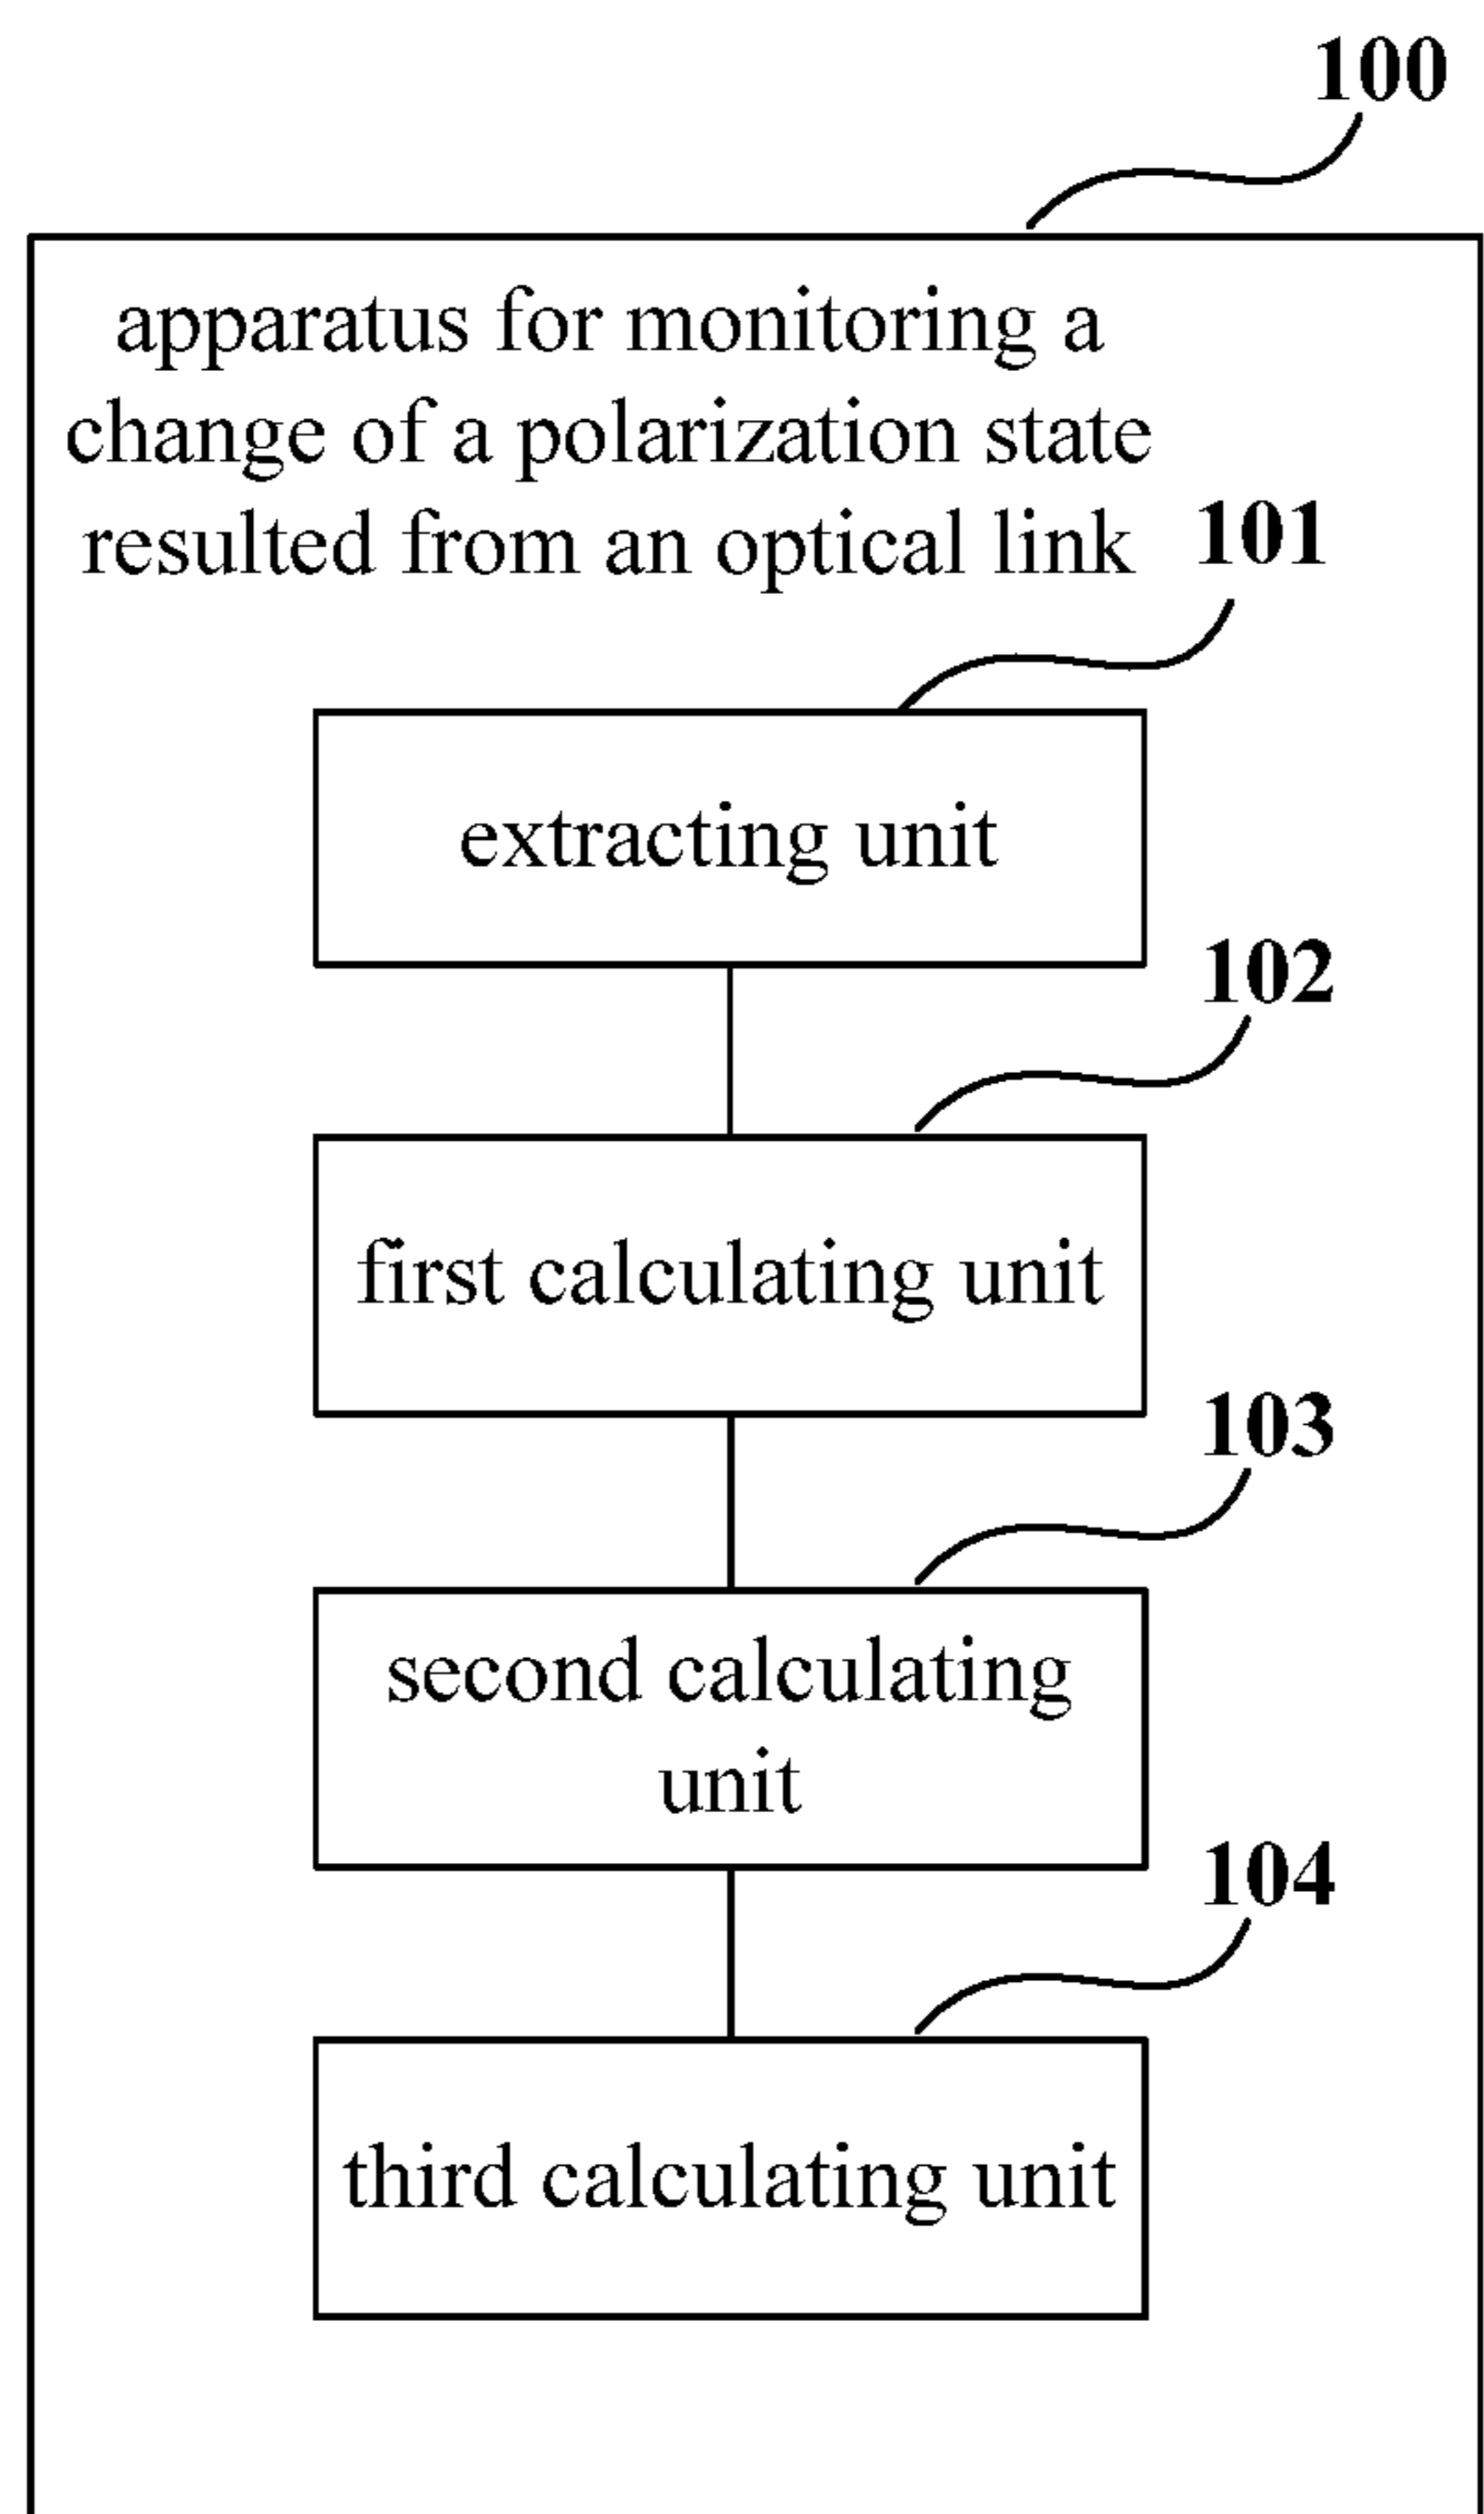 100
apparatus for monitoring a
change of a polarization state
resulted from an optical link
101
extracting unit
102
first calculating unit
103
second calculating
unit
104
third calculating unit